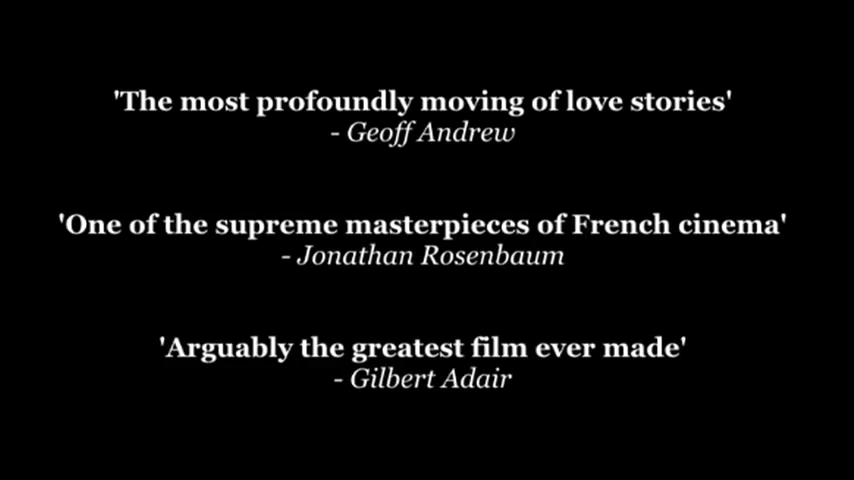 'The most profoundly moving of love stories'
- Geoff Andrew
'One of the supreme masterpieces of French cinema'
- Jonathan Rosenbaum
'Arguably the greatest film ever made'
- Gilbert Adair